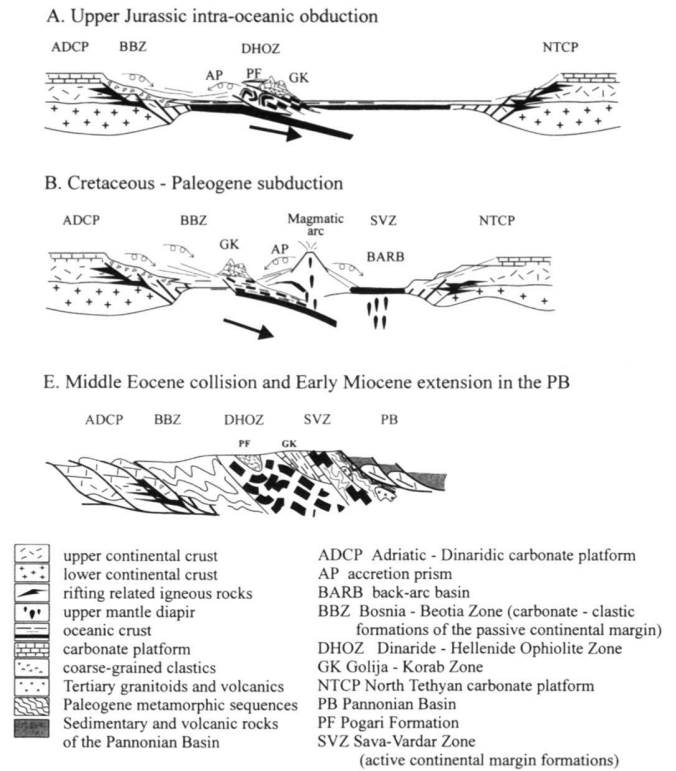 A. Upper Jurassic intra-oceanic obduction
ADCP BBZ DHOZ NTCP
AP PF GK
B. Cretaceous - Paleogene subduction
ADCP BBZ Magmatic arc SVZ NTCP
GK AP BARB
E. Middle Eocene collision and Early Miocene extension in the PB
ADCP BBZ DHOZ SVZ PB
PF GK
upper continental crust
lower continental crust
rifting related igneous rocks
upper mantle diapir
oceanic crust
carbonate platform
coarse-grained clastics
Tertiary granitoids and volcanics
Paleogene metamorphic sequences
Sedimentary and volcanic rocks
of the Pannonian Basin
ADCP Adriatic - Dinaridic carbonate platform
AP accretion prism
BARB back-arc basin
BBZ Bosnia - Beotia Zone (carbonate - clastic
formations of the passive continental margin)
DHOZ Dinaride - Hellenide Ophiolite Zone
GK Golija - Korab Zone
NTCP North Tethyan carbonate platform
PB Pannonian Basin
PF Pogari Formation
SVZ Sava-Vardar Zone
(active continental margin formations)